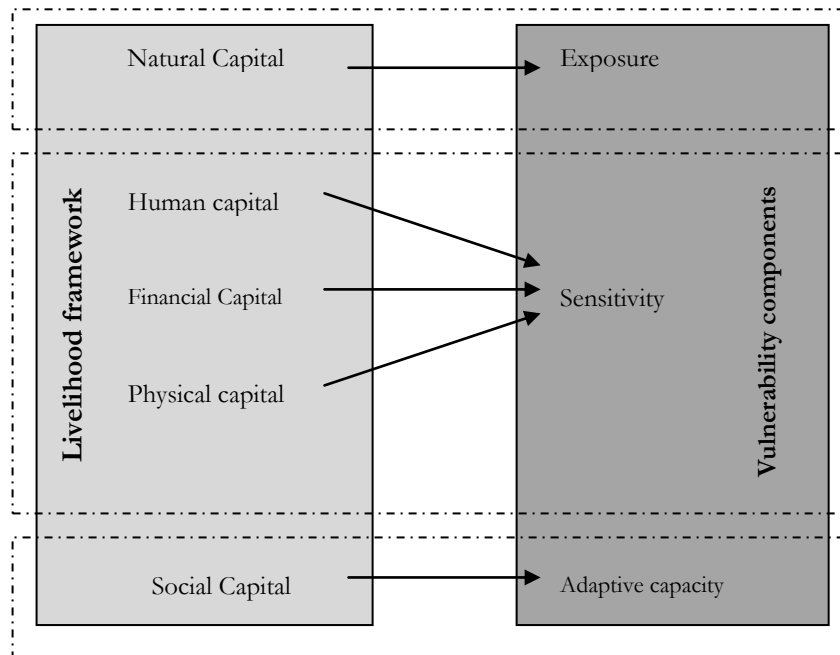 Natural Capital
Exposure
Livelihood framework
Human capital
Financial Capital
Sensitivity
Physical capital
Vulnerability components
Social Capital
Adaptive capacity